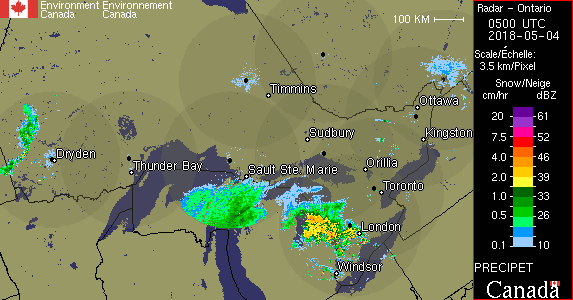 Environment Environnement
Canada Canada
100 KM
Timmins
Ottawa
Sudbury
Kingston
Dryden
Thunder Bay
Sault Ste. Marie
Orillia
Toronto
London
Windsor
Radar - Ontario
0500 UTC
2018-05-04
Scale/Échelle:
3.5 km/Pixel
Snow/Neige
cm/hr dBZ
20 61
7.5 52
4.0 46
2.0 39
1.0 33
0.5 26
0.1 10
PRECIPET
Canada